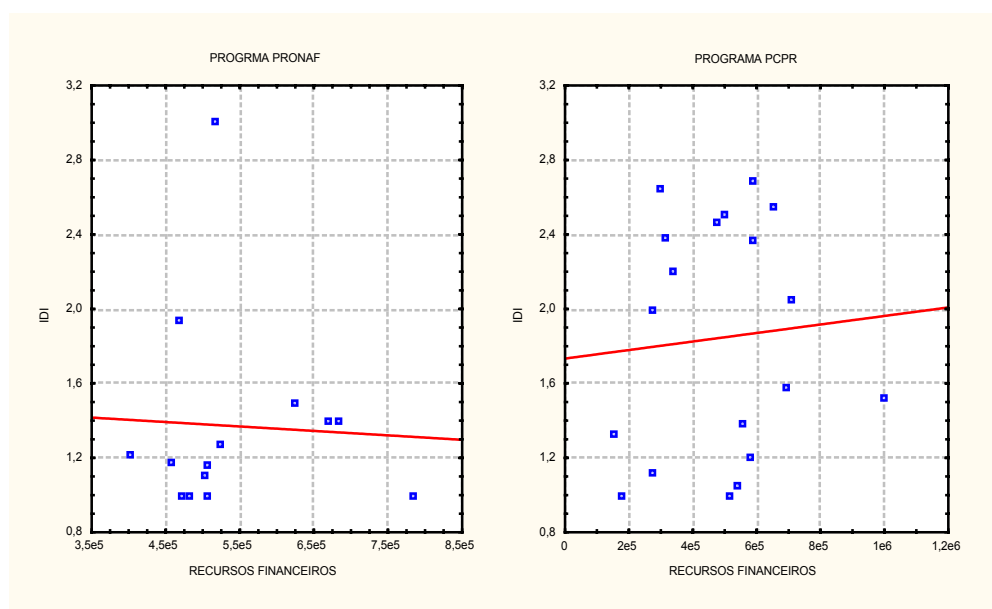 PROGRMA PRONAF
3,2
2,8
2,4
2,0
1,6
1,2
0,8
IDI
3,5e5 4,5e5 5,5e5 6,5e5 7,5e5 8,5e5
RECURSOS FINANCEIROS
PROGRAMA PCPR
3,2
2,8
2,4
2,0
1,6
1,2
0,8
IDI
0 2e5 4e5 6e5 8e5 1e6 1,2e6
RECURSOS FINANCEIROS